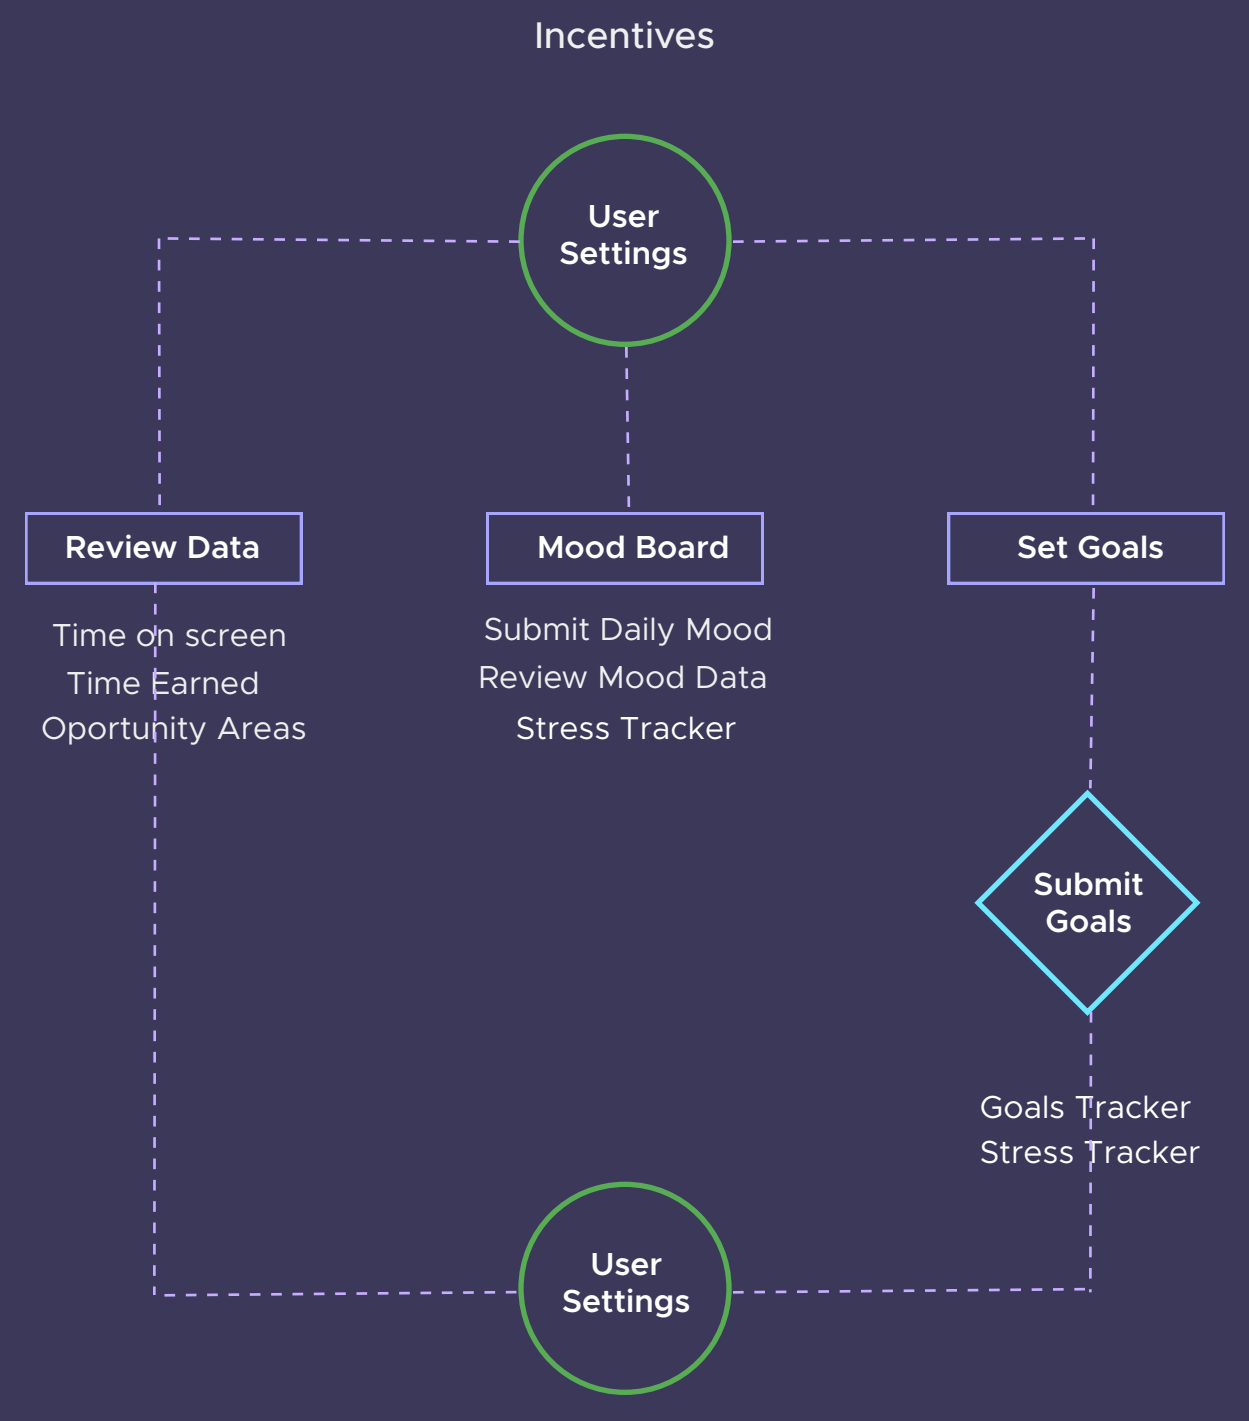 Incentives
User
Settings
Review Data
Mood Board
Set Goals
Time on screen
Time Earned
Oportunity Areas
Submit Daily Mood
Review Mood Data
Stress Tracker
Submit
Goals
Goals Tracker
Stress Tracker
User
Settings